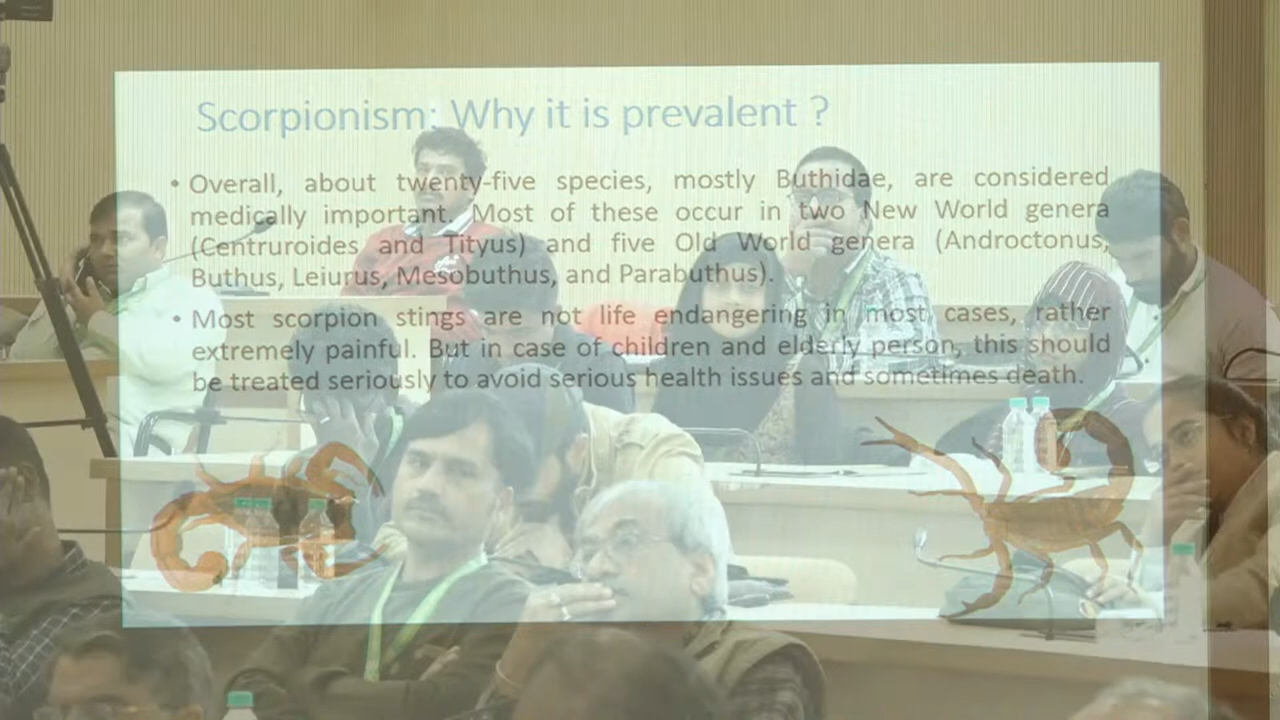 Scorpionism: Why it is prevalent ?
• Overall, about twenty-five species, mostly Buthidae, are considered
medically important. Most of these occur in two New World genera
(Centruroides and Tityus) and five Old World genera (Androctonus,
Buthus, Leiurus, Mesobuthus, and Parabuthus).
• Most scorpion stings are not life endangering in most cases, rather
extremely painful. But in case of children and elderly person, this should
be treated seriously to avoid serious health issues and sometimes death.